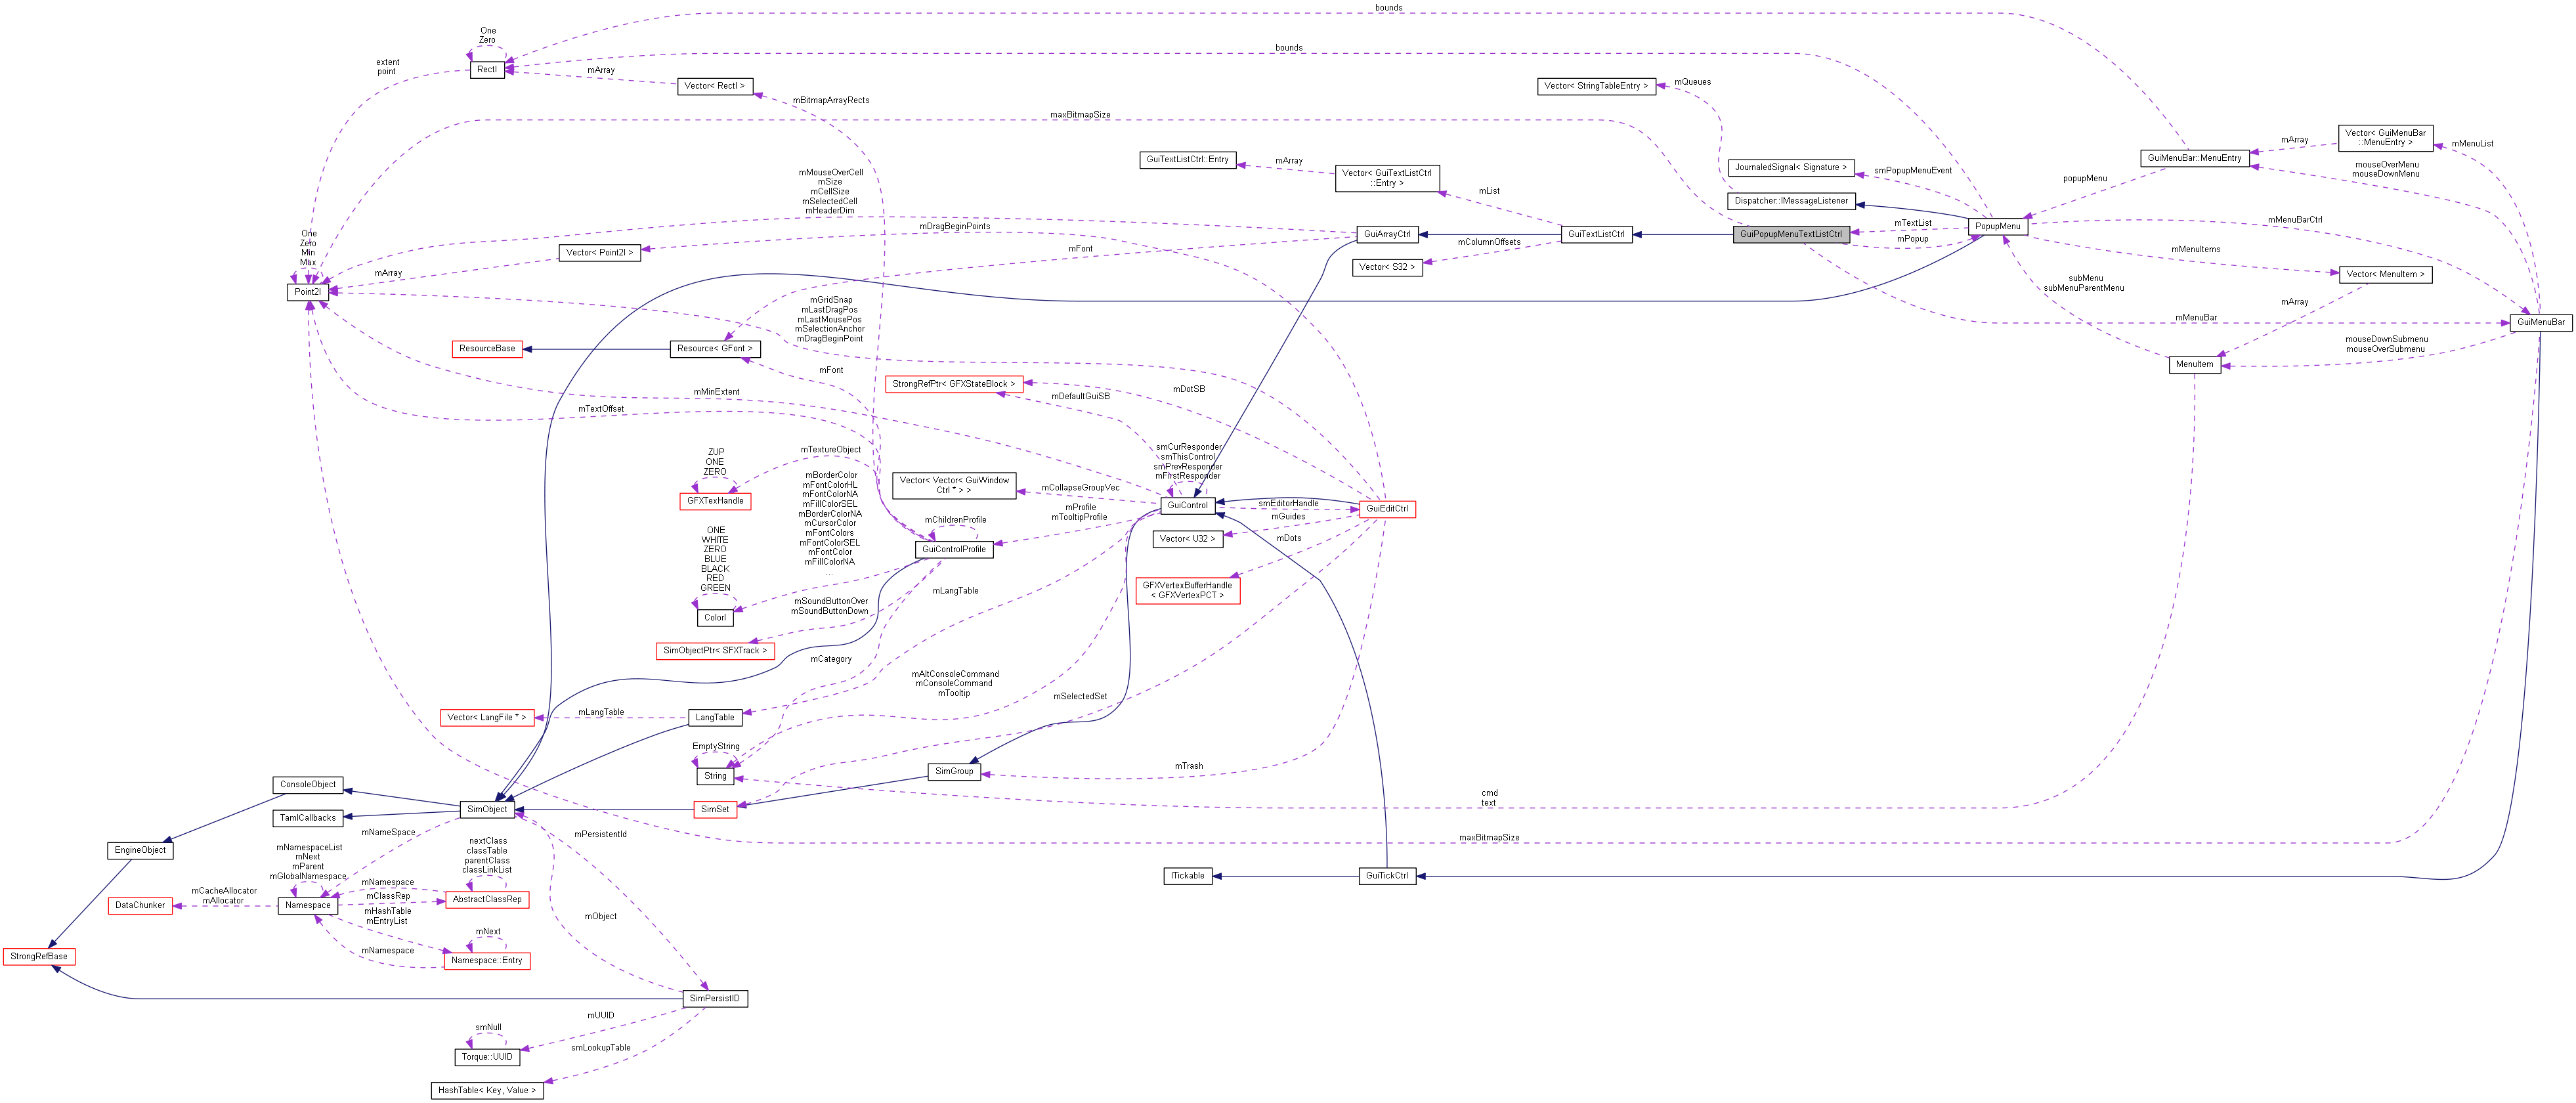 bounds
One
Zero
RectI
extent
point
bounds
mArray
Vector< RectI >
mBitmapArrayRects
mQueues
Vector< StringTableEntry >
maxBitmapSize
Vector< GuiMenuBar
::MenuEntry >
mArray
mMenuList
GuiMenuBar::MenuEntry
mouseOverMenu
mouseDownMenu
GuiTextListCtrl::Entry
mArray
Vector< GuiTextListCtrl
::Entry >
JournaledSignal< Signature >
smPopupMenuEvent
popupMenu
mMouseOverCell
mSize
mCellSize
mSelectedCell
mHeaderDim
mList
Dispatcher::IMessageListener
PopupMenu
mMenuBarCtrl
mTextList
mPopup
mDragBeginPoints
mFont
GuiArrayCtrl
GuiTextListCtrl
GuiPopupMenuTextListCtrl
mColumnOffsets
Vector< S32 >
One
Zero
Min
Max
Point2I
mArray
Vector< Point2I >
mMenuItems
Vector< MenuItem >
subMenu
subMenuParentMenu
mArray
mMenuBar
GuiMenuBar
mGridSnap
mLastDragPos
mLastMousePos
mSelectionAnchor
mDragBeginPoint
ResourceBase
Resource< GFont >
mFont
mouseDownSubmenu
mouseOverSubmenu
MenuItem
StrongRefPtr< GFXStateBlock >
mDotSB
mDefaultGuiSB
mMinExtent
mTextOffset
mTextureObject
ZUP
ONE
ZERO
GFXTexHandle
mBorderColor
mFontColorHL
mFontColorNA
mFillColorSEL
mBorderColorNA
mCursorColor
mFontColors
mFontColorSEL
mFontColor
mFillColorNA
...
Vector< Vector< GuiWindow
Ctrl * > >
mCollapseGroupVec
smCurResponder
smThisControl
smPrevResponder
mFirstResponder
GuiControl
smEditorHandle
GuiEditCtrl
mGuides
mProfile
mTooltipProfile
Vector< U32 >
mDots
mChildrenProfile
GuiControlProfile
ONE
WHITE
ZERO
BLUE
BLACK
RED
GREEN
ColorI
GFXVertexBufferHandle
< GFXVertexPCT >
mLangTable
mSoundButtonOver
mSoundButtonDown
SimObjectPtr< SFXTrack >
mCategory
mAltConsoleCommand
mConsoleCommand
mTooltip
mSelectedSet
Vector< LangFile * >
mLangTable
LangTable
EmptyString
String
SimGroup
mTrash
cmd
text
ConsoleObject
SimObject
SimSet
TamlCallbacks
mNameSpace
mPersistentId
maxBitmapSize
EngineObject
mNamespaceList
mNext
mParent
mGlobalNamespace
nextClass
classTable
parentClass
classLinkList
ITickable
GuiTickCtrl
mCacheAllocator
mAllocator
mNamespace
mClassRep
AbstractClassRep
DataChunker
Namespace
mHashTable
mEntryList
mObject
mNext
mNamespace
Namespace::Entry
StrongRefBase
SimPersistID
mUUID
smNull
Torque::UUID
smLookupTable
HashTable< Key, Value >